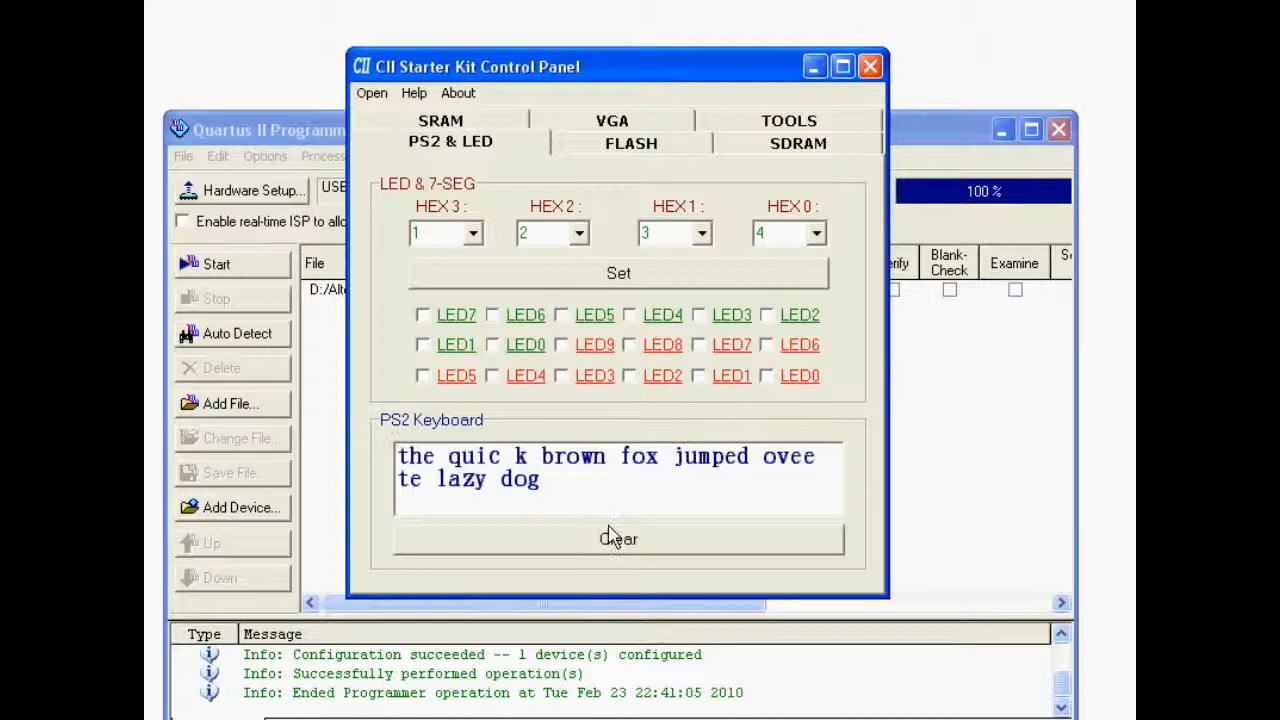 CII Starter Kit Control Panel
Open Help About
SRAM VGA TOOLS
PS2 & LED FLASH SDRAM
LED & 7-SEG
HEX 3 : HEX 2 : HEX 1 : HEX 0 :
1 2 3 4
Set
LED7 LED6 LED5 LED4 LED3 LED2
LED1 LED0 LED9 LED8 LED7 LED6
LED5 LED4 LED3 LED2 LED1 LED0
PS2 Keyboard
the quic k brown fox jumped ovee
te lazy dog
Clear
Quartus II Programm
File Edit Options Process
Hardware Setup... USE
100 %
Enable real-time ISP to allo
Start
Stop
Auto Detect
Delete
Add File...
Change File...
Save File...
Add Device...
Up
Down
File Blank-
Check Examine
D:/Alte
Type Message
Info: Configuration succeeded -- 1 device(s) configured
Info: Successfully performed operation(s)
Info: Ended Programmer operation at Tue Feb 23 22:41:05 2010